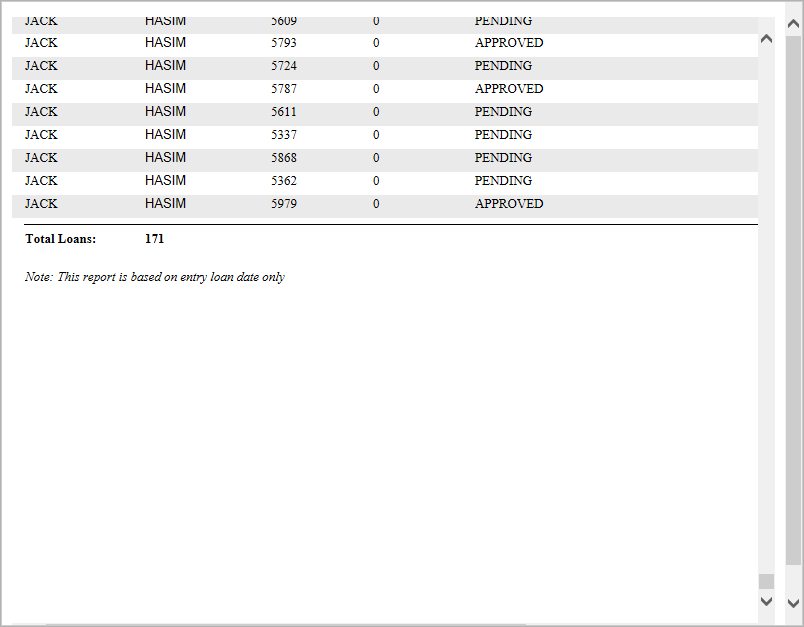 JACK HASIM 5609 0 PENDING
JACK HASIM 5793 0 APPROVED
JACK HASIM 5724 0 PENDING
JACK HASIM 5787 0 APPROVED
JACK HASIM 5611 0 PENDING
JACK HASIM 5337 0 PENDING
JACK HASIM 5868 0 PENDING
JACK HASIM 5362 0 PENDING
JACK HASIM 5979 0 APPROVED
Total Loans: 171
Note: This report is based on entry loan date only